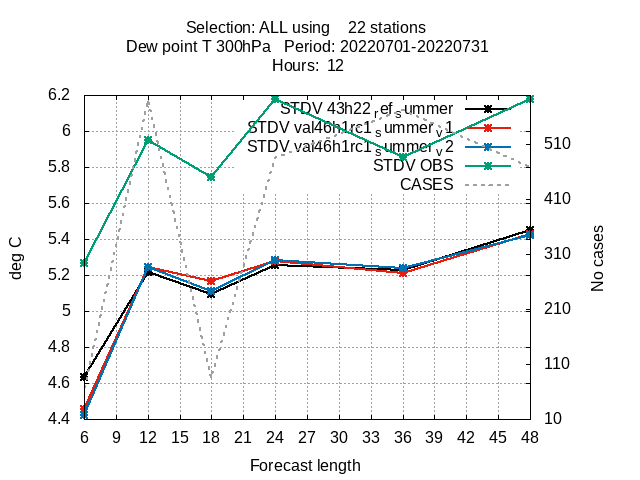 Selection: ALL using 22 stations
Dew point T 300hPa Period: 20220701-20220731
Hours: 12
6.2
6
5.8
5.6
5.4
5.2
5
4.8
4.6
4.4
deg C
STDV 43h22_ref_summer
STDV val46h1rc1_summer_v1
STDV val46h1rc1_summer_v2
STDV OBS
CASES
510
410
310
210
110
10
No cases
6 9 12 15 18 21 24 27 30 33 36 39 42 45 48
Forecast length